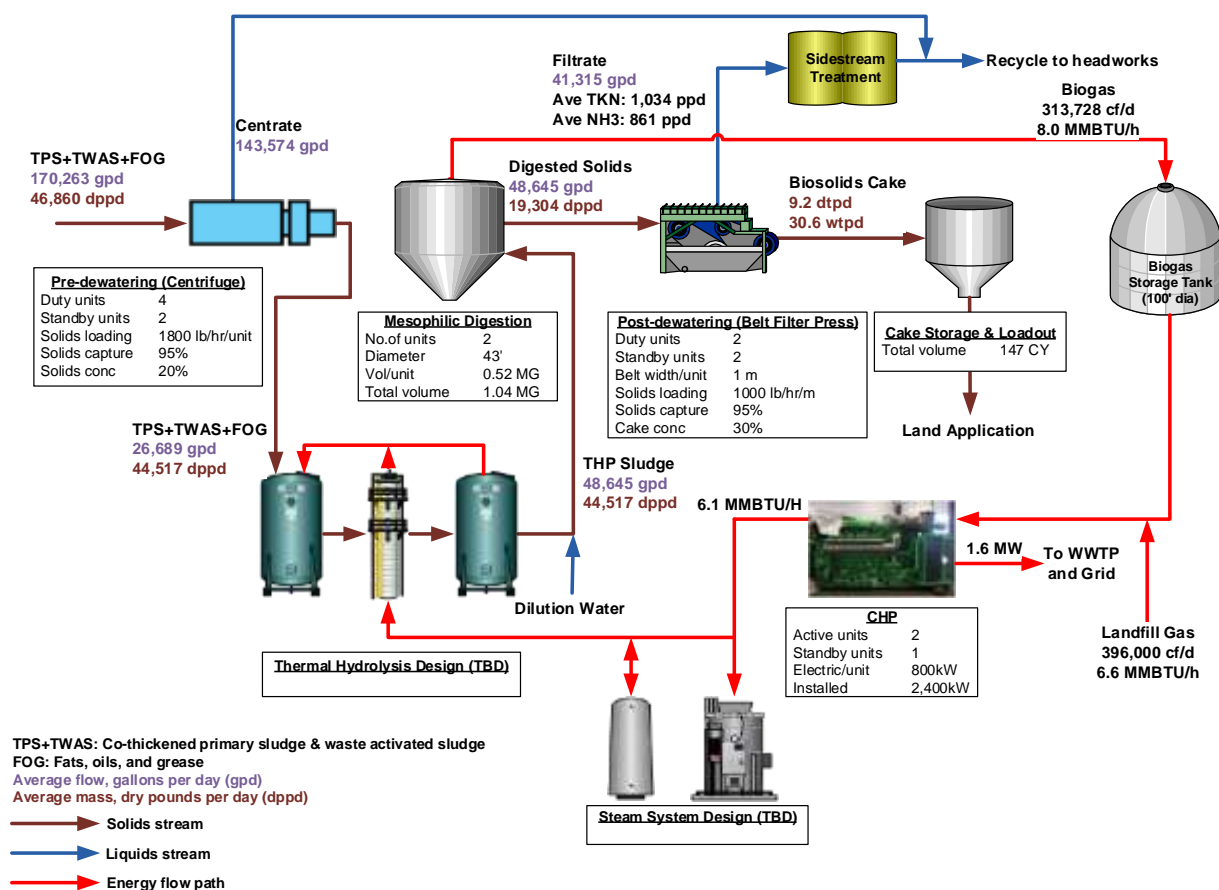 Filtrate
41,315 gpd
Ave TKN: 1,034 ppd
Ave NH3: 861 ppd
Sidestream
Treatment
Recycle to headworks
Biogas
313,728 cf/d
8.0 MMBTU/h
Centrate
143,574 gpd
TPS+TWAS+FOG
170,263 gpd
46,860 dppd
Digested Solids
48,645 gpd
19,304 dppd
Biosolids Cake
9.2 dtpd
30.6 wtpd
Biogas
Storage Tank
(100' dia)
Pre-dewatering (Centrifuge)
Duty units 4
Standby units 2
Solids loading 1800 lb/hr/unit
Solids capture 95%
Solids conc 20%
Mesophilic Digestion
No.of units 2
Diameter 43'
Vol/unit 0.52 MG
Total volume 1.04 MG
Post-dewatering (Belt Filter Press)
Duty units 2
Standby units 2
Belt width/unit 1 m
Solids loading 1000 lb/hr/m
Solids capture 95%
Cake conc 30%
Cake Storage & Loadout
Total volume 147 CY
Land Application
TPS+TWAS+FOG
26,689 gpd
44,517 dppd
THP Sludge
48,645 gpd
44,517 dppd
Dilution Water
6.1 MMBTU/H
1.6 MW
To WWTP
and Grid
CHP
Active units 2
Standby units 1
Electric/unit 800kW
Installed 2,400kW
Landfill Gas
396,000 cf/d
6.6 MMBTU/h
Thermal Hydrolysis Design (TBD)
Steam System Design (TBD)
TPS+TWAS: Co-thickened primary sludge & waste activated sludge
FOG: Fats, oils, and grease
Average flow, gallons per day (gpd)
Average mass, dry pounds per day (dppd)
Solids stream
Liquids stream
Energy flow path